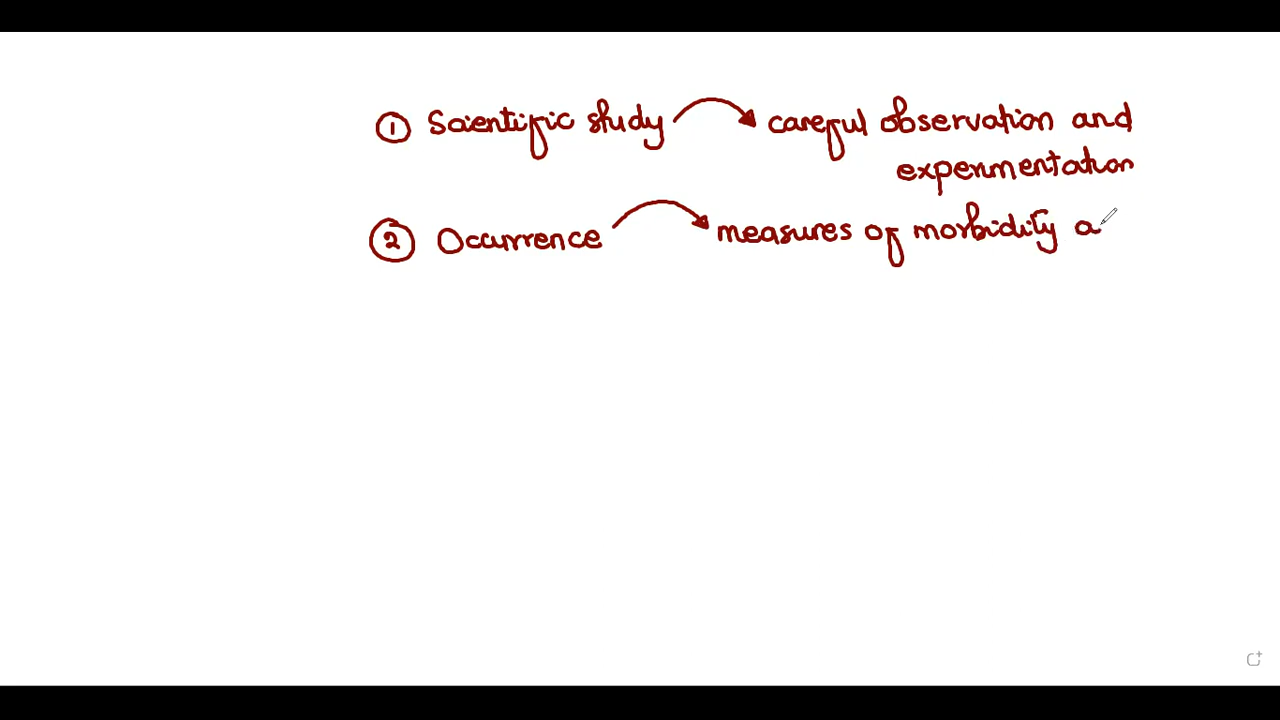 ① Scientific study careful observation and
experimentation
② Occurrence measures of morbidity a